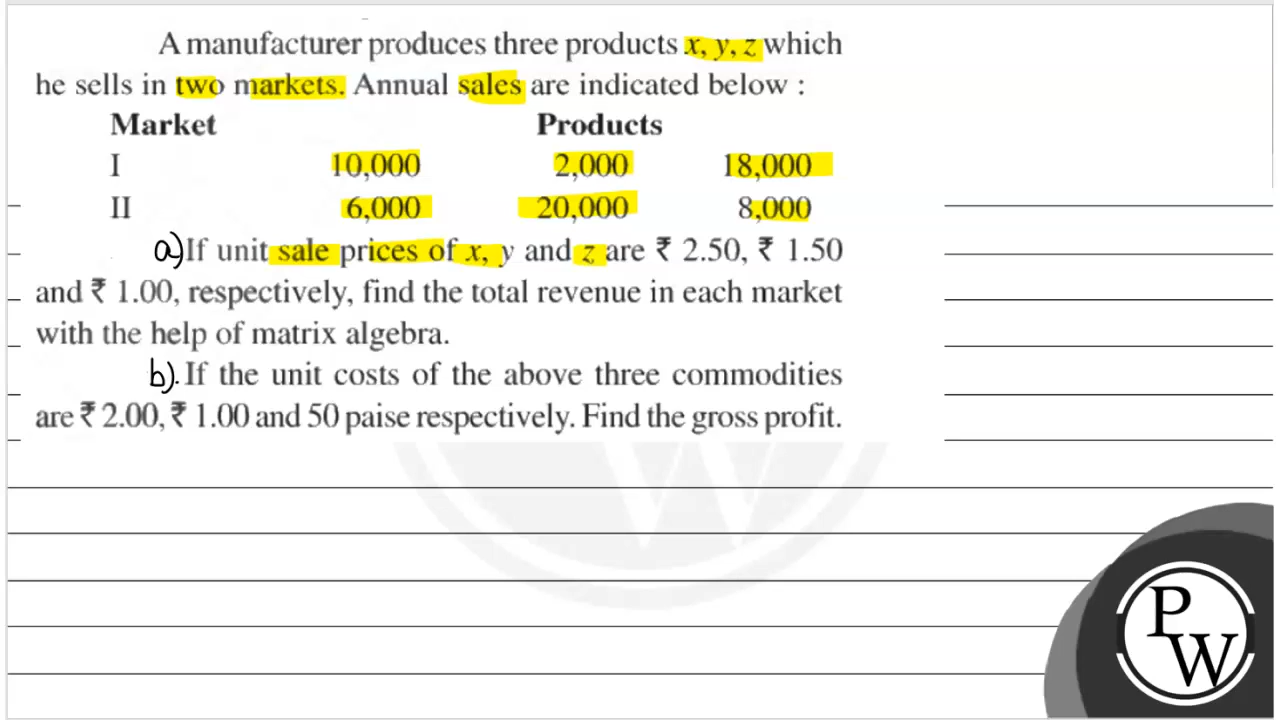 A manufacturer produces three products x, y, z which
he sells in two markets. Annual sales are indicated below :
Market Products
I 10,000 2,000 18,000
II 6,000 20,000 8,000
a) If unit sale prices of x, y and z are ₹ 2.50, ₹ 1.50
and ₹ 1.00, respectively, find the total revenue in each market
with the help of matrix algebra.
b). If the unit costs of the above three commodities
are ₹ 2.00, ₹ 1.00 and 50 paise respectively. Find the gross profit.
P
W